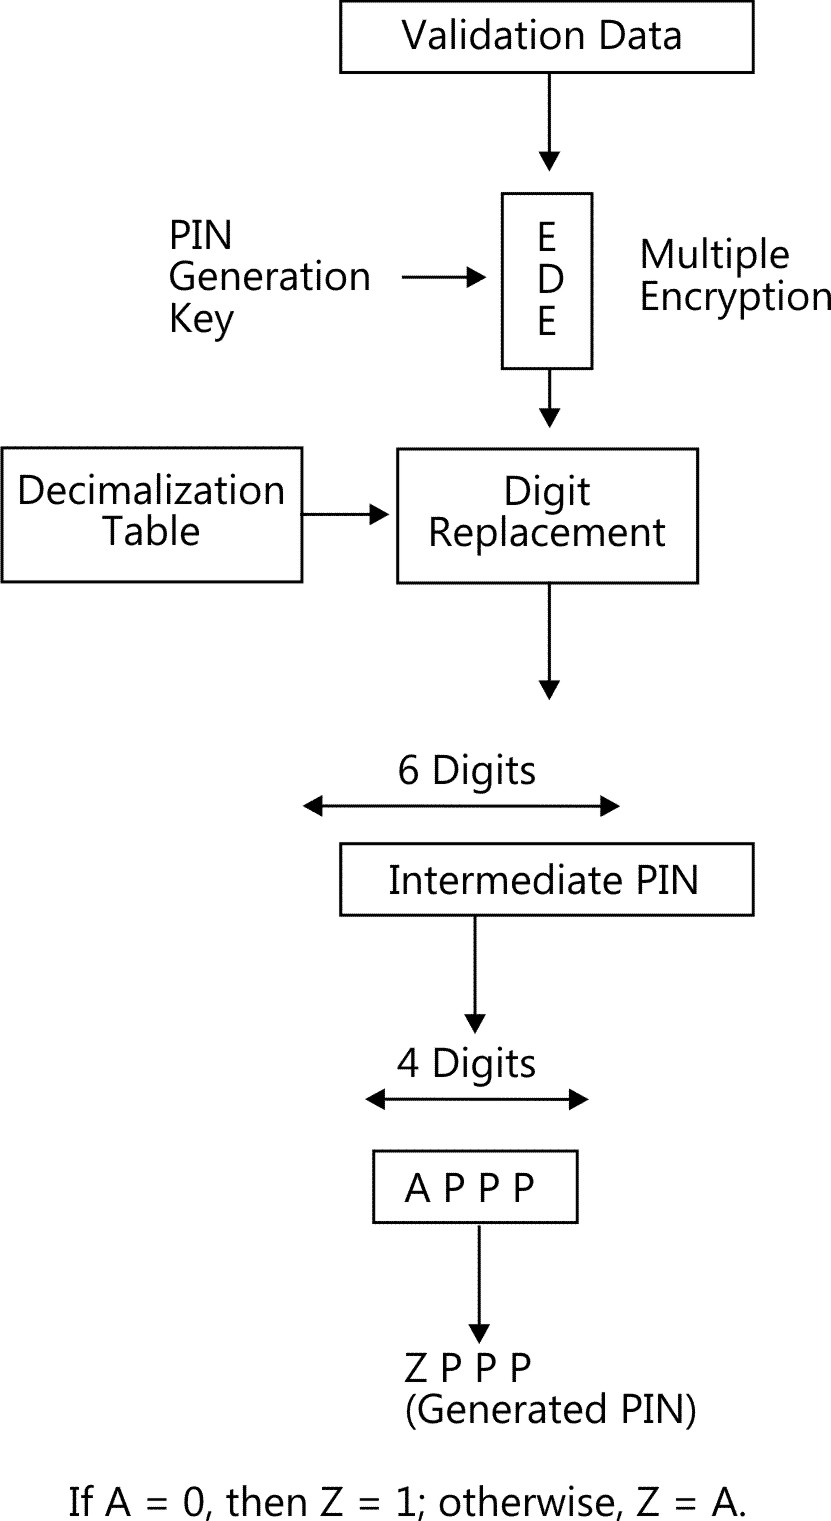 Validation Data
PIN
Generation
Key
E
D
E
Multiple
Encryption
Decimalization
Table
Digit
Replacement
6 Digits
Intermediate PIN
4 Digits
A P P P
Z P P P
(Generated PIN)
If A = 0, then Z = 1; otherwise, Z = A.